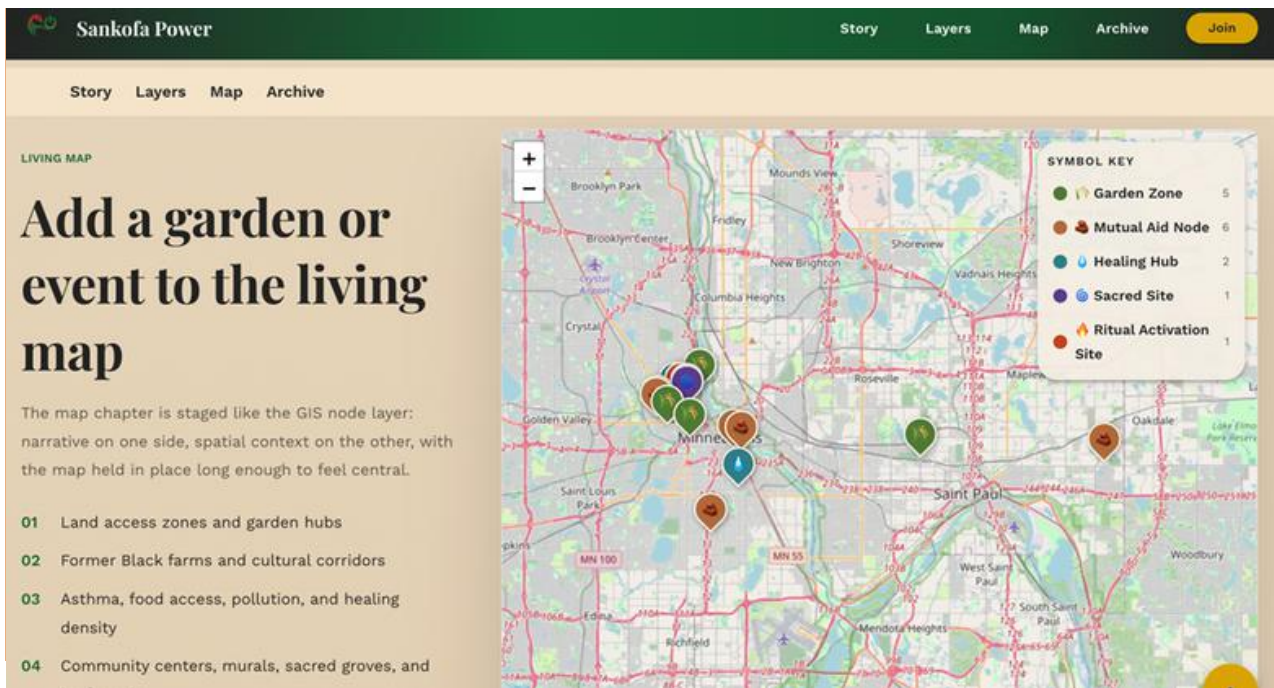 Sankofa Power
Story Layers Map Archive Join
Story Layers Map Archive
LIVING MAP
Add a garden or
event to the living
map
The map chapter is staged like the GIS node layer:
narrative on one side, spatial context on the other, with
the map held in place long enough to feel central.
01 Land access zones and garden hubs
02 Former Black farms and cultural corridors
03 Asthma, food access, pollution, and healing
density
04 Community centers, murals, sacred groves, and
+
−
SYMBOL KEY
Garden Zone 5
Mutual Aid Node 6
Healing Hub 2
Sacred Site 1
Ritual Activation
Site 1
Mounds View
Brooklyn Park
Fridley
Brooklyn Center
Shoreview
New Brighton
Vadnais Heights
Crystal
Airport
Columbia Heights
Crystal
Roseville
Golden Valley
Oakdale
Lake Elmo
Park Reserve
Saint Louis
Park
Saint Paul
MN 100
MN 55
Woodbury
West Saint
Paul
South Saint
Paul
Edina
Mendota Heights
Richfield